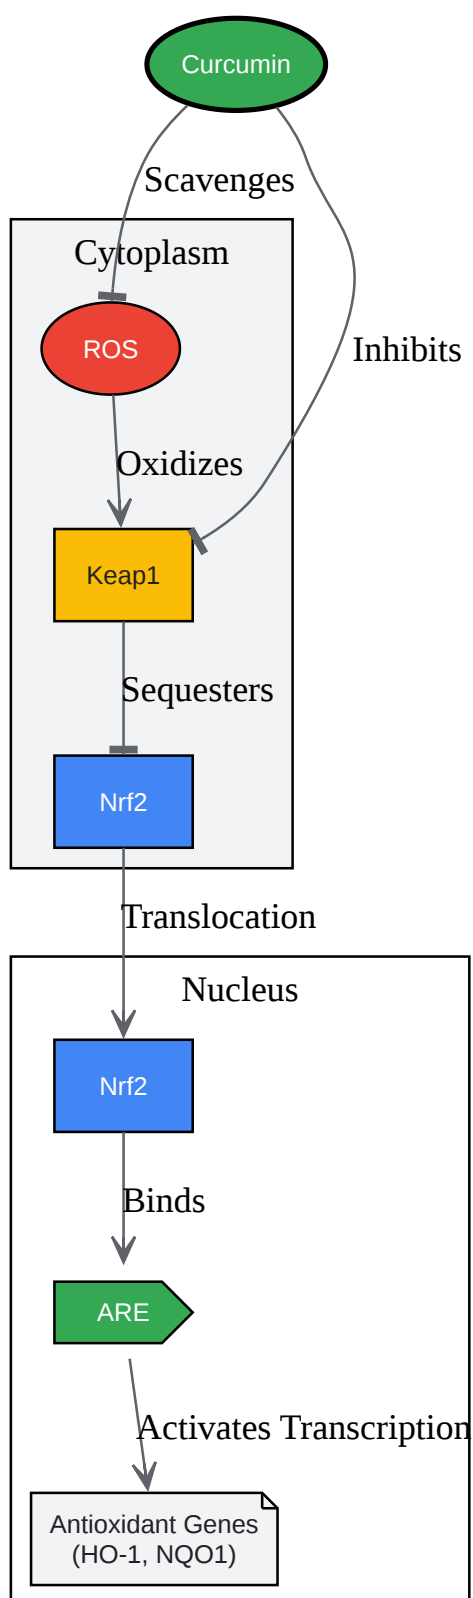 Curcumin
Scavenges
Cytoplasm
ROS
Inhibits
Oxidizes
Keap1
Sequesters
Nrf2
Translocation
Nucleus
Nrf2
Binds
ARE
Activates Transcription
Antioxidant Genes
(HO-1, NQO1)